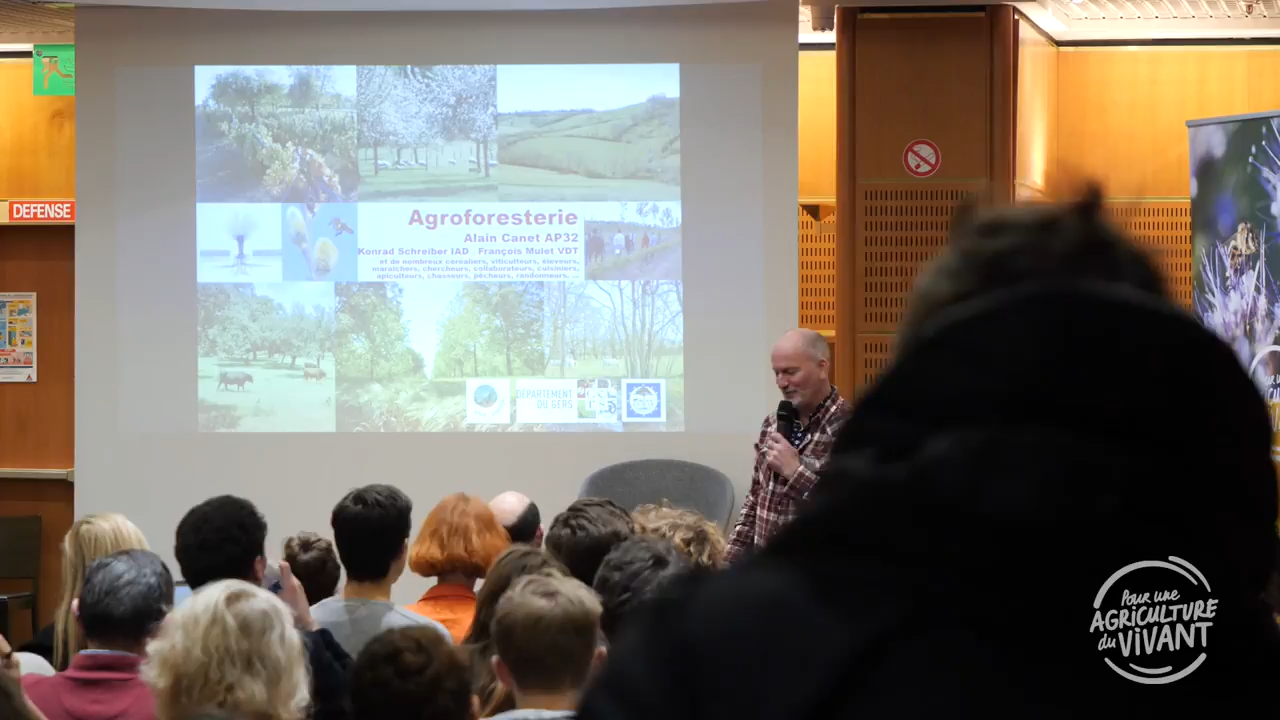 DEFENSE
Agroforesterie
Alain Canet AP32
Konrad Schreiber IAD François Mulet VDT
et de nombreux céréaliers, viticulteurs, éleveurs,
maraîchers, chercheurs, collaborateurs, cuisiniers,
apiculteurs, chasseurs, pêcheurs, randonneurs, ...
DÉPARTEMENT
DU GERS
Pour une
AGRICULTURE
du VIVANT